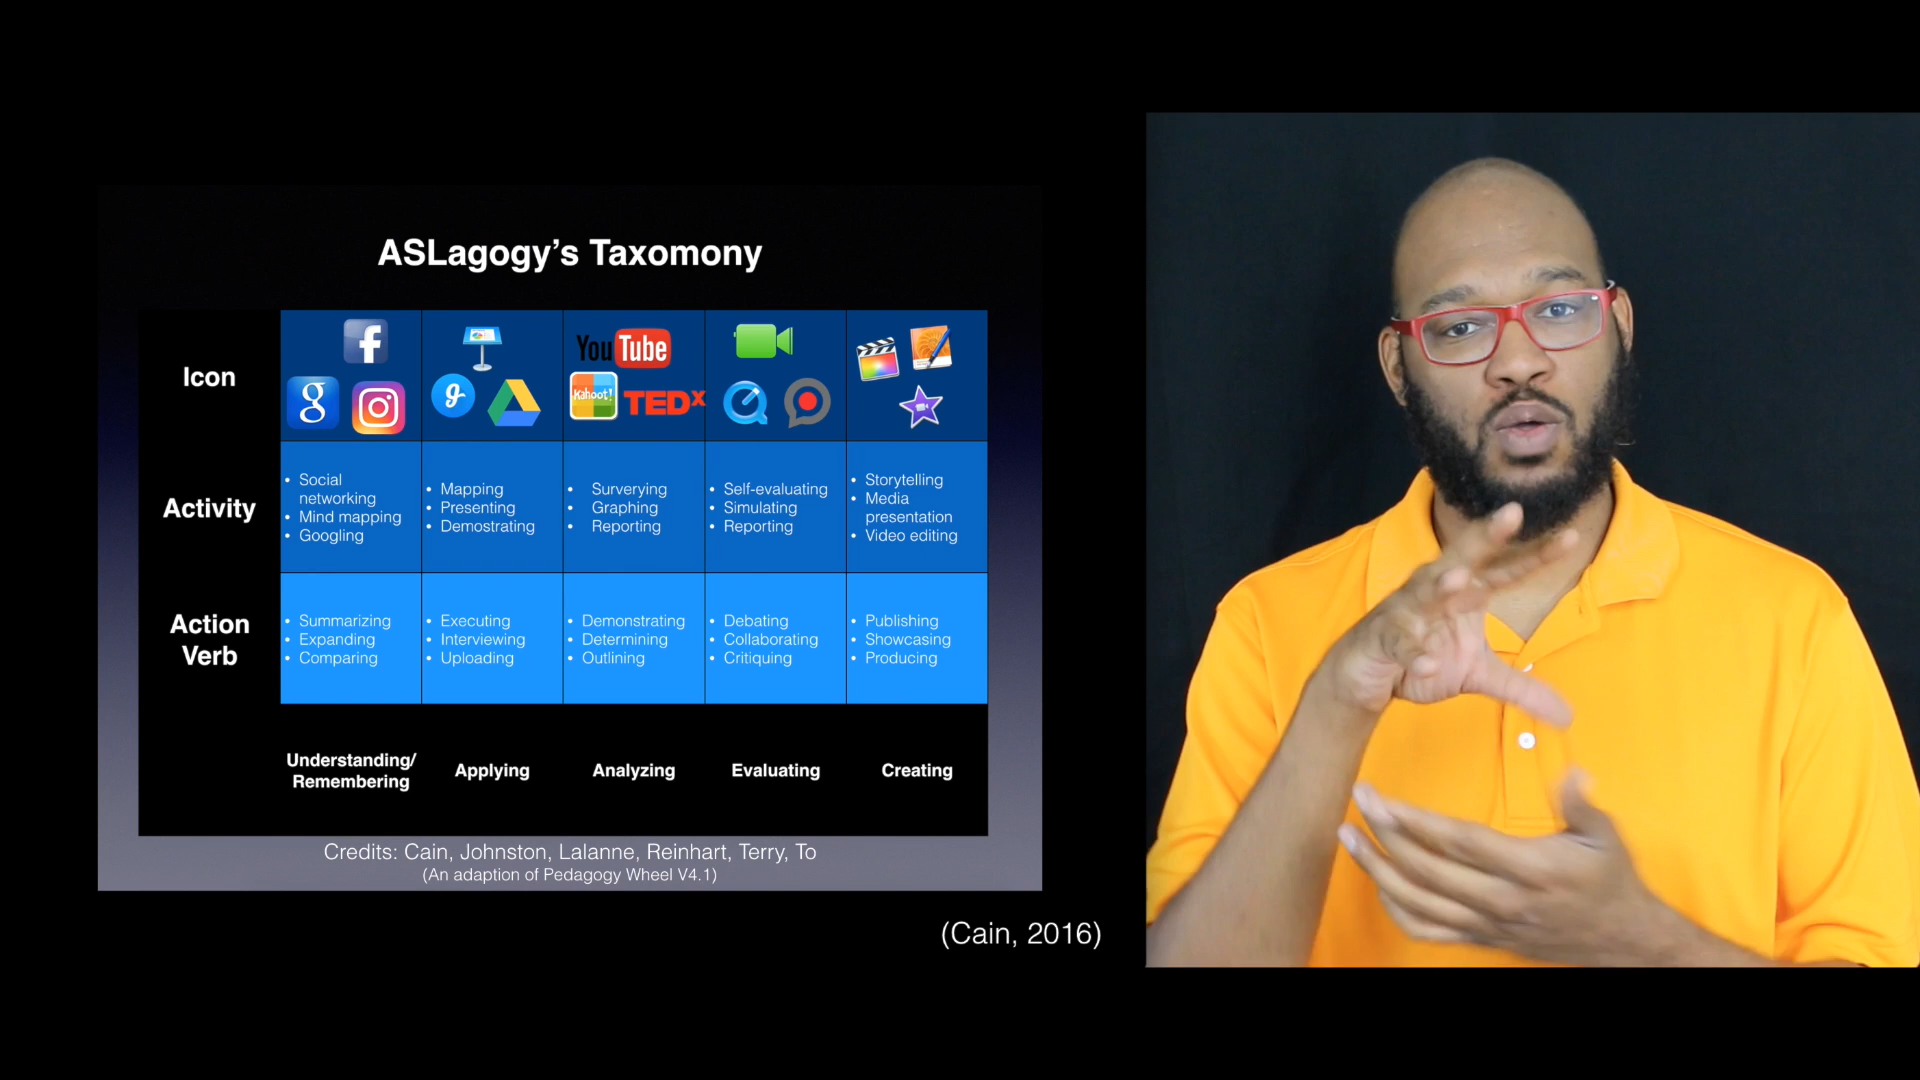 ASLagogy's Taxomony
Icon
f
g
g
YouTube
Kahoot!
TEDx
Activity
• Social
networking
• Mind mapping
• Googling
• Mapping
• Presenting
• Demostrating
• Surverying
• Graphing
• Reporting
• Self-evaluating
• Simulating
• Reporting
• Storytelling
• Media
presentation
• Video editing
Action
Verb
• Summarizing
• Expanding
• Comparing
• Executing
• Interviewing
• Uploading
• Demonstrating
• Determining
• Outlining
• Debating
• Collaborating
• Critiquing
• Publishing
• Showcasing
• Producing
Understanding/
Remembering
Applying
Analyzing
Evaluating
Creating
Credits: Cain, Johnston, Lalanne, Reinhart, Terry, To
(An adaption of Pedagogy Wheel V4.1)
(Cain, 2016)